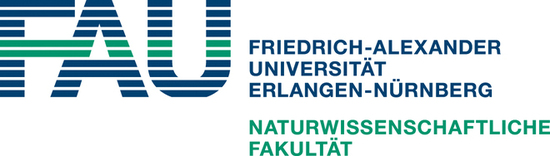 FAU
FRIEDRICH-ALEXANDER
UNIVERSITÄT
ERLANGEN-NÜRNBERG
NATURWISSENSCHAFTLICHE
FAKULTÄT